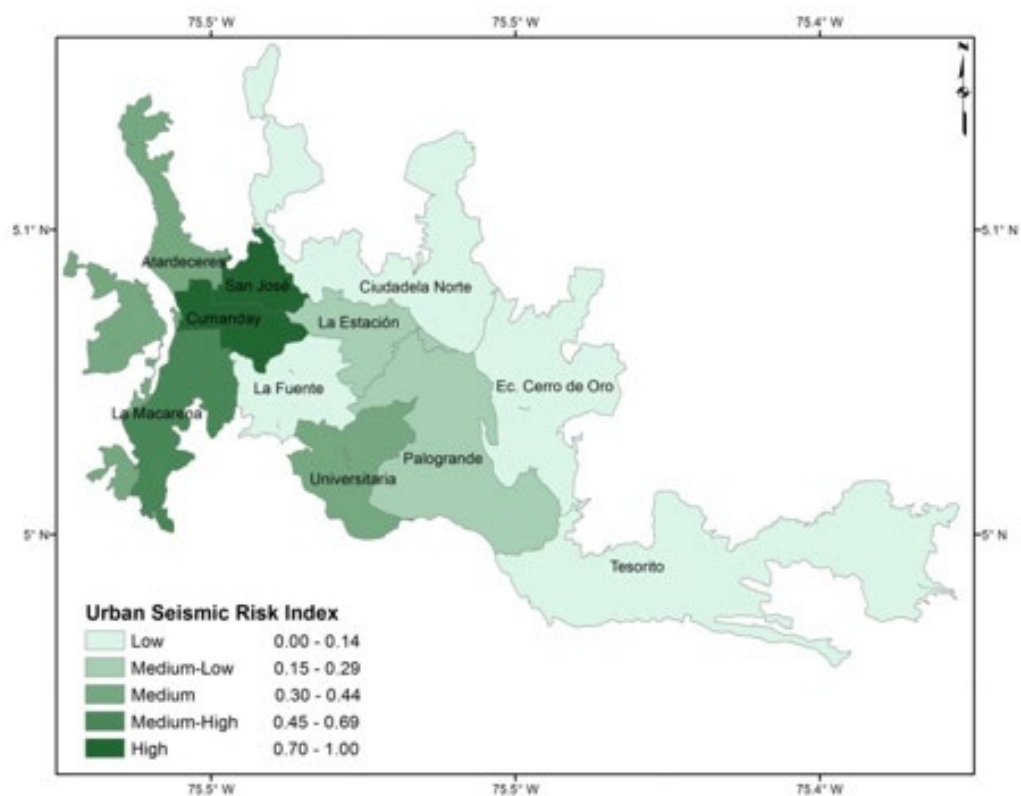 75.5° W 75.5° W 75.4° W
N
5.1° N 5.1° N
Atardeceres
San José
Ciudadela Norte
Cumanday
La Estación
La Fuente
Ec. Cerro de Oro
La Macarena
Palogrande
Universitaria
5° N 5° N
Tesorito
Urban Seismic Risk Index
Low 0.00 - 0.14
Medium-Low 0.15 - 0.29
Medium 0.30 - 0.44
Medium-High 0.45 - 0.69
High 0.70 - 1.00
75.5° W 75.5° W 75.4° W